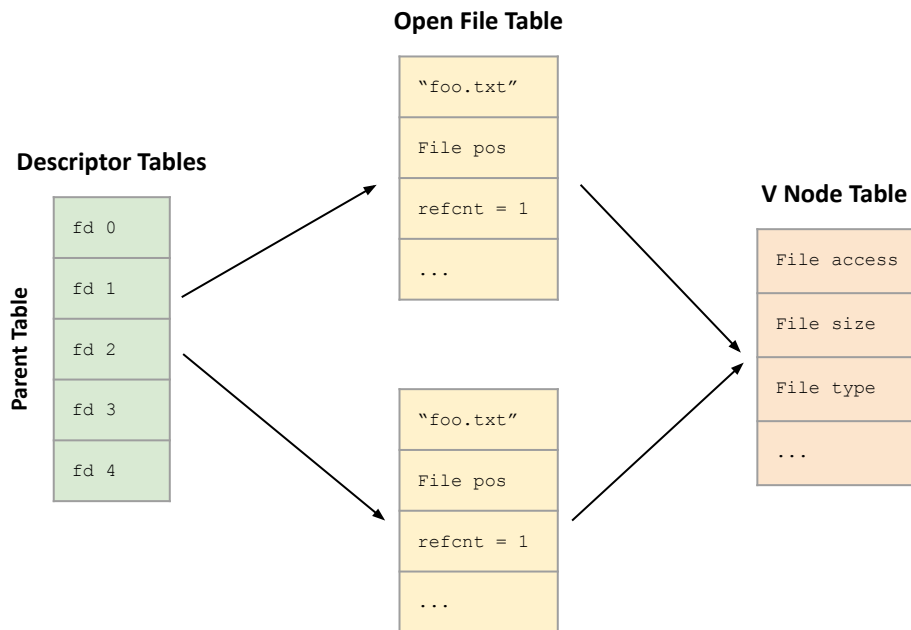 Open File Table
“foo.txt”
File pos
refcnt = 1
...
Descriptor Tables
Parent Table
fd 0
fd 1
fd 2
fd 3
fd 4
V Node Table
File access
File size
File type
...
“foo.txt”
File pos
refcnt = 1
...